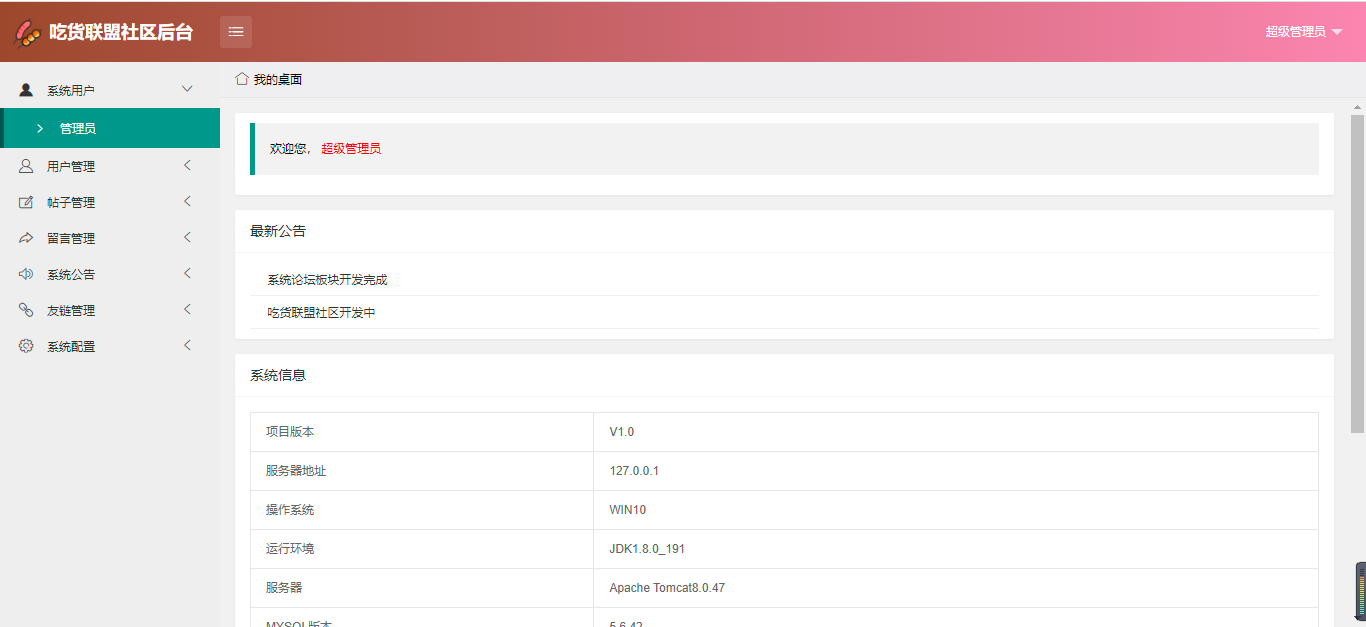 吃货联盟社区后台
超级管理员
系统用户
管理员
用户管理
帖子管理
留言管理
系统公告
友链管理
系统配置
我的桌面
欢迎您， 超级管理员
最新公告
系统论坛板块开发完成
吃货联盟社区开发中
系统信息
项目版本 V1.0
服务器地址 127.0.0.1
操作系统 WIN10
运行环境 JDK1.8.0_191
服务器 Apache Tomcat8.0.47
MYSQL版本 5.6.42